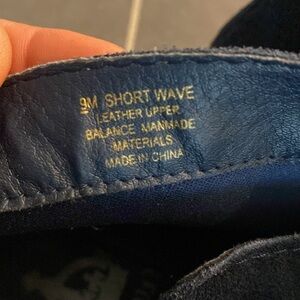 9M SHORT WAVE
LEATHER UPPER
BALANCE MANMADE
MATERIALS
MADE IN CHINA